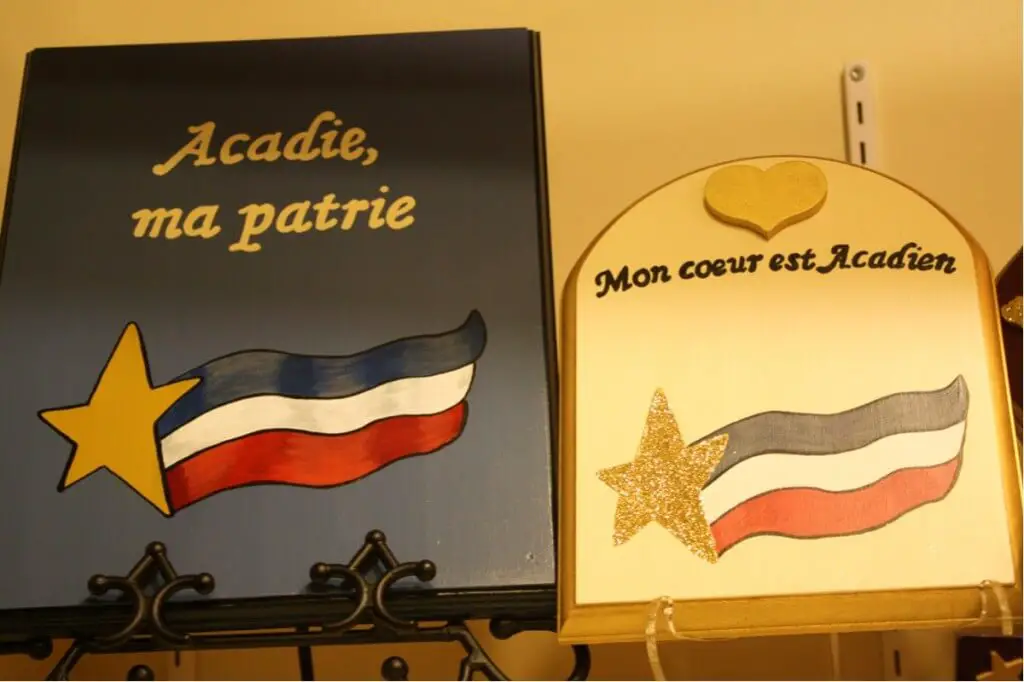 Acadie,
ma patrie
Mon coeur est Acadien